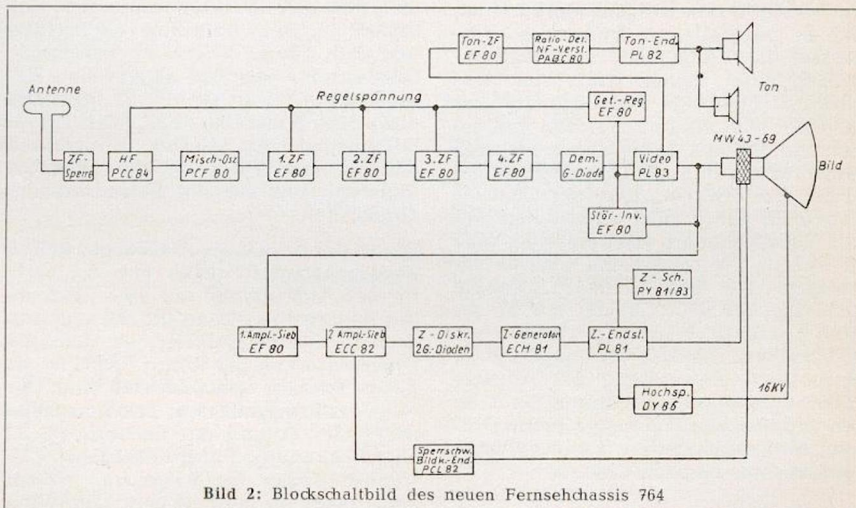 Ton-ZF
EF 80
Ratio-Det.
NF-Verst.
PABC 80
Ton-End.
PL 82
Ton
Antenne
Regelspannung
Get.-Reg.
EF 80
MW 43-69
Bild
ZF-
Sperre
HF
PCC 84
Misch-Osz
PCF 80
1. ZF
EF 80
2. ZF
EF 80
3. ZF
EF 80
4. ZF
EF 80
Dem.
G-Diode
Video
PL 83
Stör-Inv.
EF 80
Z-Sch.
PY 81/83
1. Ampl.-Sieb
EF 80
2 Ampl.-Sieb
ECC 82
Z-Diskr.
2G.-Dioden
Z-Generator
ECH 81
Z.-Endst.
PL 81
Hochsp.
DY 86
16KV
Sperrschw.
Bildk.-End.
PCL 82
Bild 2: Blockschaltbild des neuen Fernsehchassis 764